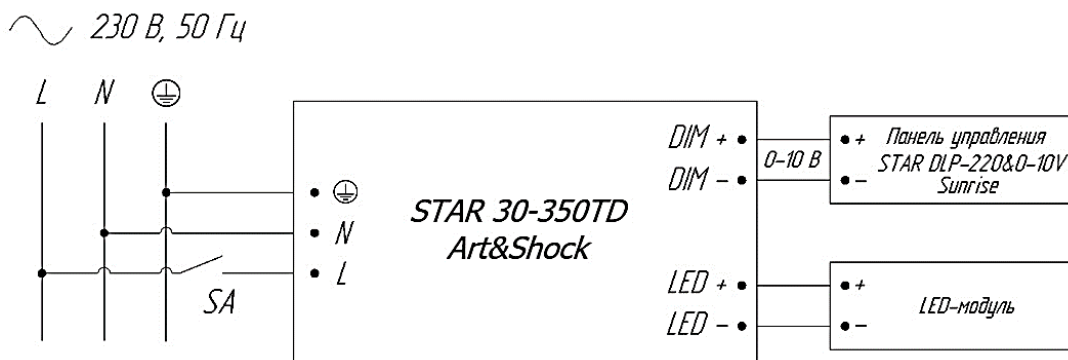 230 В, 50 Гц
L N
DIM +
DIM –
0–10 В
+ Панель управления
STAR DLP–220&0–10V
– Sunrise
STAR 30-350TD
Art&Shock
N
L
SA
LED +
LED –
+
LED–модуль
–